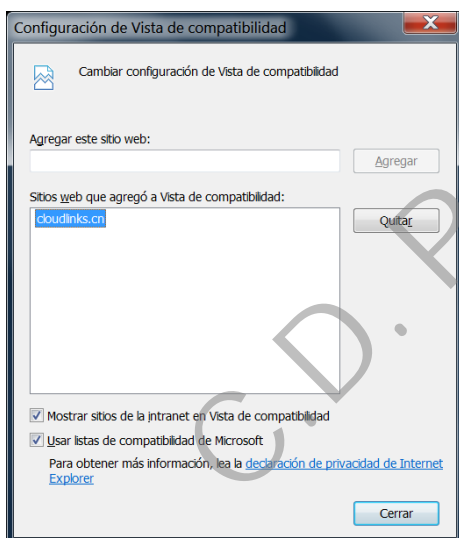 Configuración de Vista de compatibilidad
Cambiar configuración de Vista de compatibilidad
Agregar este sitio web:
Agregar
Sitios web que agregó a Vista de compatibilidad:
cloudlinks.cn
Quitar
Mostrar sitios de la intranet en Vista de compatibilidad
Usar listas de compatibilidad de Microsoft
Para obtener más información, lea la declaración de privacidad de Internet
Explorer
Cerrar
C.D.P